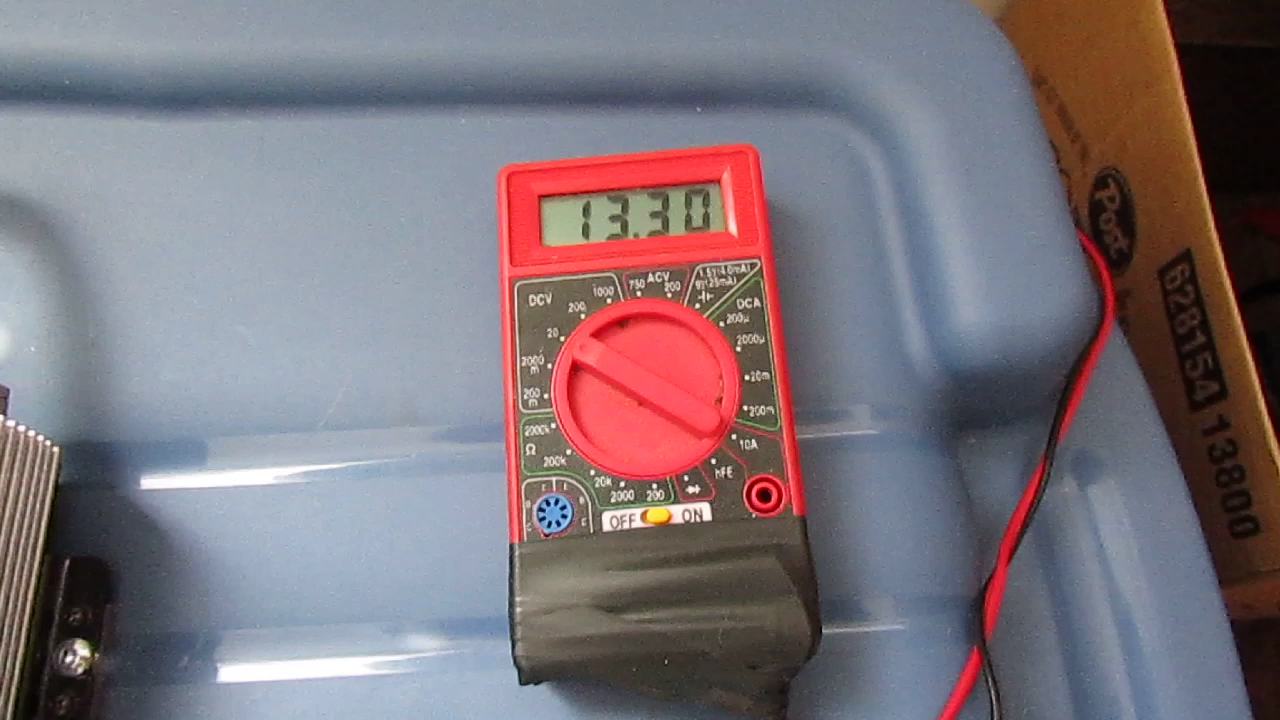 13.30
DCV
1000
750
ACV
200
1.5V(4.0mA)
9V(25mA)
DCA
200
20
2000
m
200
m
200µ
2000µ
20m
200m
10A
hFE
2000k
Ω
200k
20k
2000
200
OFF
ON
Post
628154 13800